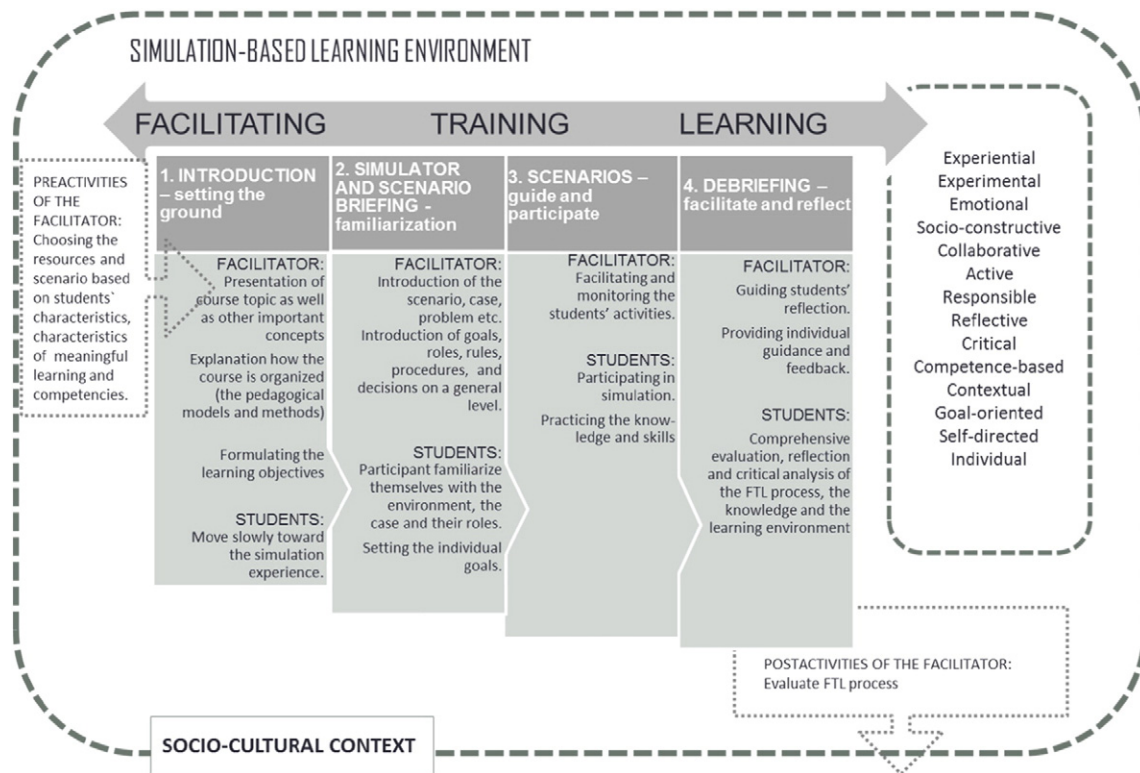 SIMULATION-BASED LEARNING ENVIRONMENT
FACILITATING
TRAINING
LEARNING
PREACTIVITIES
OF THE
FACILITATOR:
Choosing the
resources and
scenario based
on students`
characteristics,
characteristics
of meaningful
learning and
competencies.
1. INTRODUCTION
– setting the
ground
FACILITATOR:
Presentation of
course topic as well
as other important
concepts
Explanation how the
course is organized
(the pedagogical
models and methods)
Formulating the
learning objectives
STUDENTS:
Move slowly toward
the simulation
experience.
2. SIMULATOR
AND SCENARIO
BRIEFING -
familiarization
FACILITATOR:
Introduction of the
scenario, case,
problem etc.
Introduction of goals,
roles, rules,
procedures, and
decisions on a general
level.
STUDENTS:
Participant familiarize
themselves with the
environment, the
case and their roles.
Setting the individual
goals.
3. SCENARIOS –
guide and
participate
FACILITATOR:
Facilitating and
monitoring the
students’ activities.
STUDENTS:
Participating in
simulation.
Practicing the know-
ledge and skills
4. DEBRIEFING –
facilitate and reflect
FACILITATOR:
Guiding students’
reflection.
Providing individual
guidance and
feedback.
STUDENTS:
Comprehensive
evaluation, reflection
and critical analysis of
the FTL process, the
knowledge and the
learning environment
Experiential
Experimental
Emotional
Socio-constructive
Collaborative
Active
Responsible
Reflective
Critical
Competence-based
Contextual
Goal-oriented
Self-directed
Individual
POSTACTIVITIES OF THE FACILITATOR:
Evaluate FTL process
SOCIO-CULTURAL CONTEXT